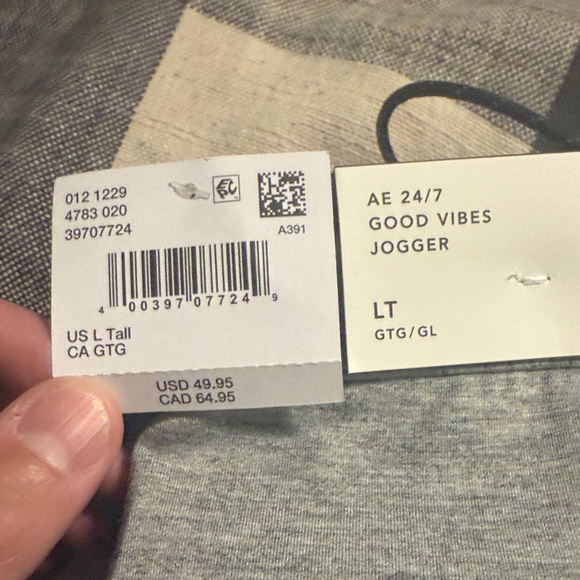 012 1229
4783 020
39707724
A391
4 00397 07724 9
US L Tall
CA GTG
USD 49.95
CAD 64.95
AE 24/7
GOOD VIBES
JOGGER
LT
GTG/GL